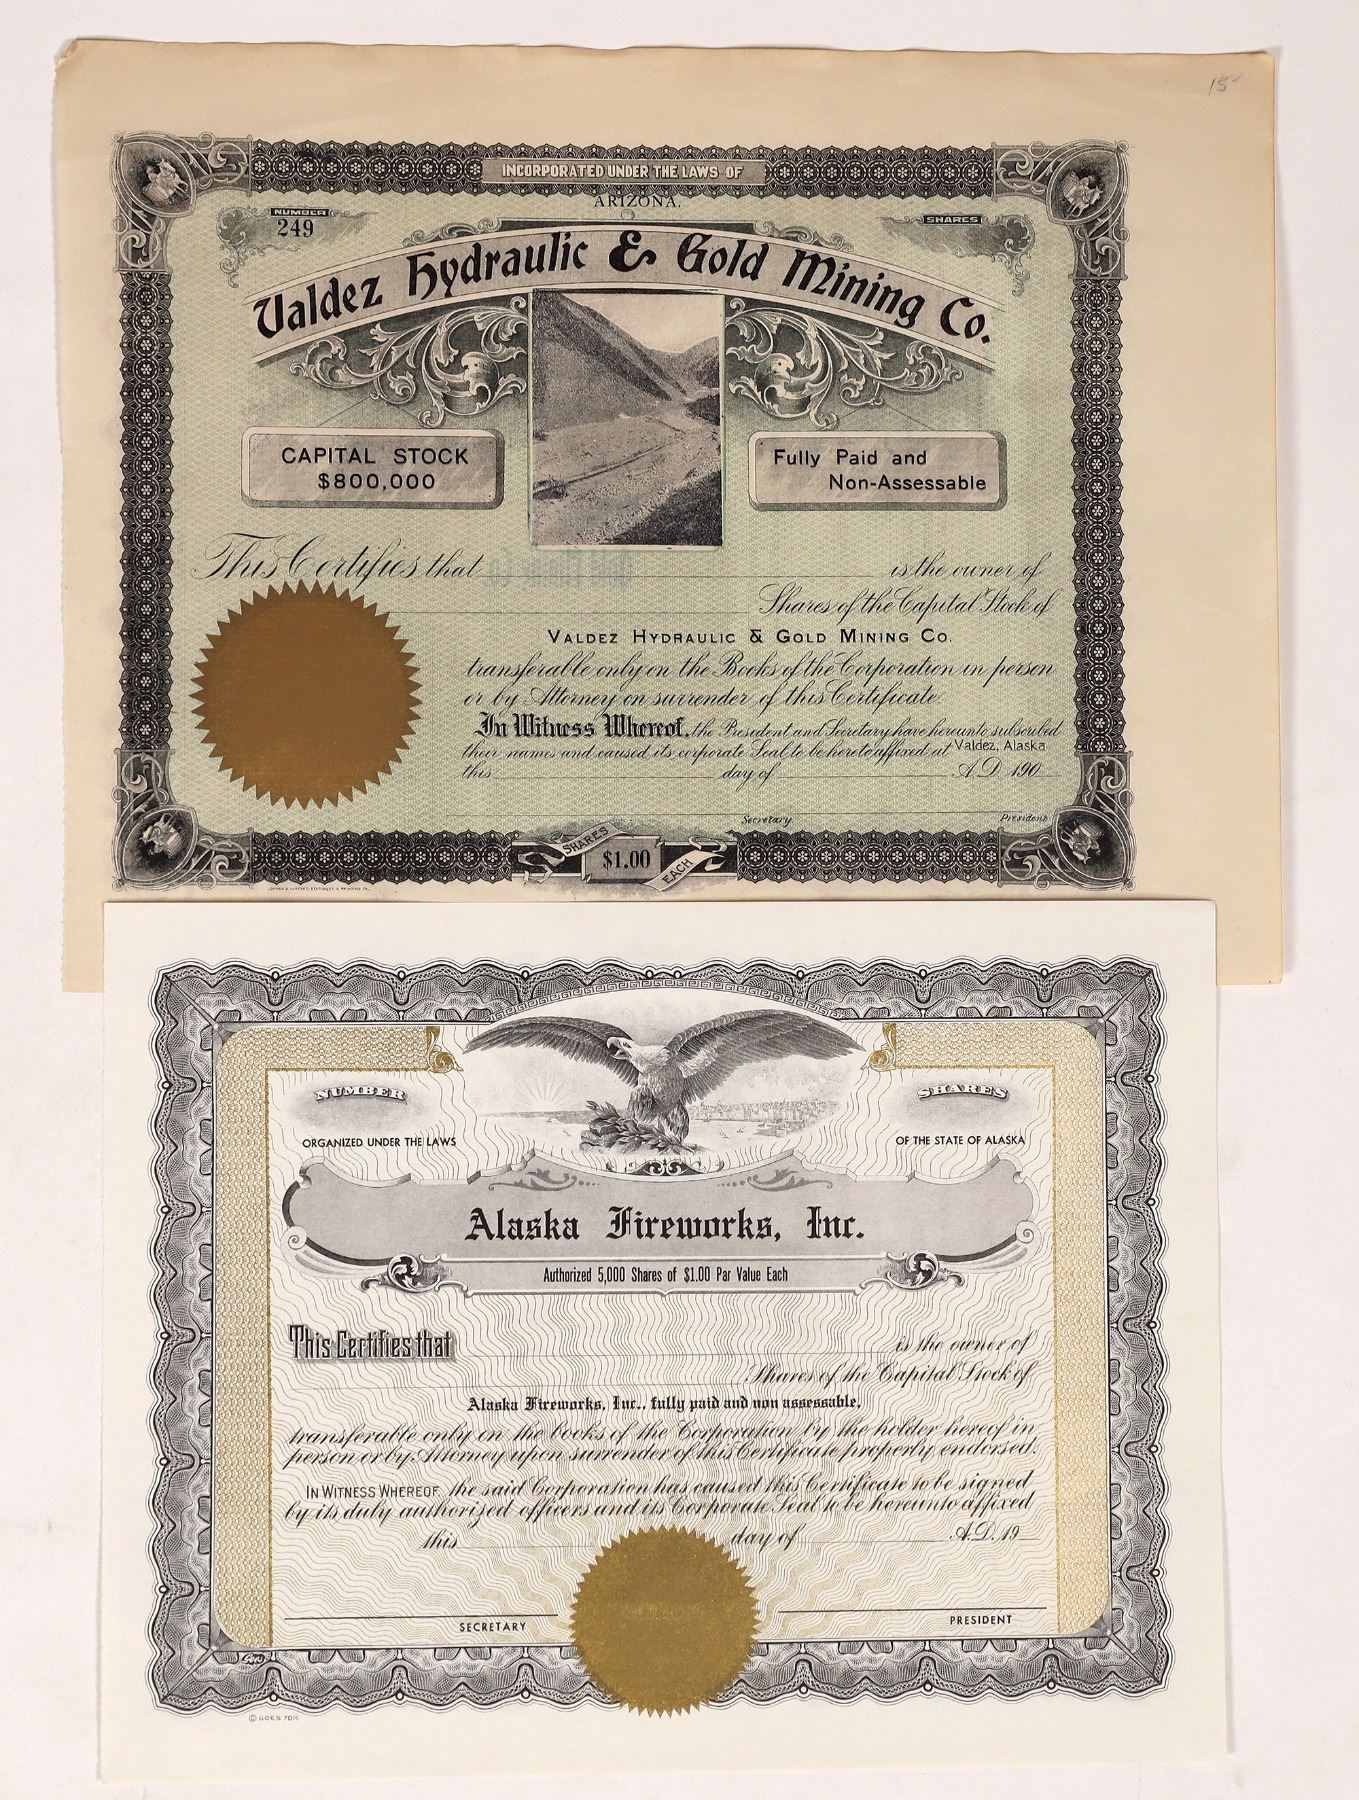 15
INCORPORATED UNDER THE LAWS OF
ARIZONA.
NUMBER
249
SHARES
Valdez Hydraulic & Gold Mining Co.
CAPITAL STOCK
$800,000
Fully Paid and
Non-Assessable
This Certifies that is the owner of
Shares of the Capital Stock of
VALDEZ HYDRAULIC & GOLD MINING CO.
transferable only on the Books of the Corporation in person
or by Attorney on surrender of this Certificate.
In Witness Whereof, the President and Secretary have hereunto subscribed
their names and caused its corporate Seal to be hereto affixed at Valdez, Alaska
this day of A.D. 190
Secretary. President
SHARES
$1.00
EACH
NUMBER
SHARES
ORGANIZED UNDER THE LAWS OF THE STATE OF ALASKA
Alaska Fireworks, Inc.
Authorized 5,000 Shares of $1.00 Par Value Each
This Certifies that is the owner of
Shares of the Capital Stock of
Alaska Fireworks, Inc., fully paid and non assessable,
transferable only on the books of the Corporation by the holder hereof in
person or by Attorney upon surrender of this Certificate properly endorsed.
IN WITNESS WHEREOF, the said Corporation has caused this Certificate to be signed
by its duly authorized officers and its Corporate Seal to be hereunto affixed
this day of A.D. 19
SECRETARY
PRESIDENT
© GOES